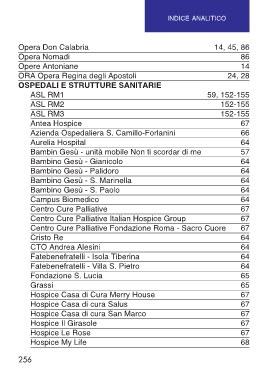 INDICE ANALITICO
Opera Don Calabria 14, 45, 86
Opera Nomadi 86
Opere Antoniane 14
ORA Opera Regina degli Apostoli 24, 28
OSPEDALI E STRUTTURE SANITARIE
ASL RM1 59, 152-155
ASL RM2 152-155
ASL RM3 152-155
Antea Hospice 67
Azienda Ospedaliera S. Camillo-Forlanini 66
Aurelia Hospital 64
Bambin Gesù - unità mobile Non ti scordar di me 57
Bambino Gesù - Gianicolo 64
Bambino Gesù - Palidoro 64
Bambino Gesù - S. Marinella 64
Bambino Gesù - S. Paolo 64
Campus Biomedico 64
Centro Cure Palliative 67
Centro Cure Palliative Italian Hospice Group 67
Centro Cure Palliative Fondazione Roma - Sacro Cuore 67
Cristo Re 64
CTO Andrea Alesini 64
Fatebenefratelli - Isola Tiberina 64
Fatebenefratelli - Villa S. Pietro 64
Fondazione S. Lucia 65
Grassi 65
Hospice Casa di Cura Merry House 67
Hospice Casa di cura Salus 67
Hospice Casa di cura San Marco 67
Hospice Il Girasole 67
Hospice Le Rose 67
Hospice My Life 68
256